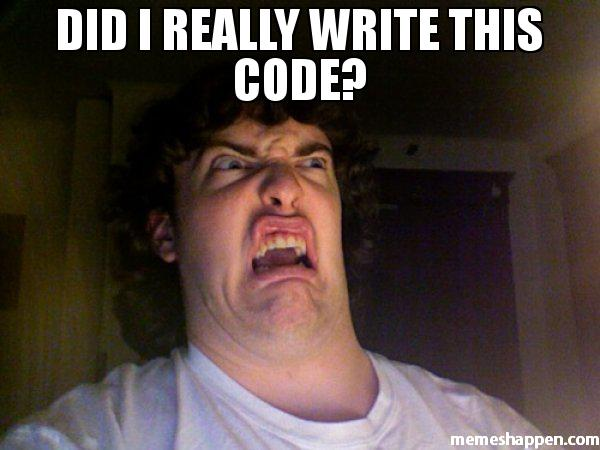 DID I REALLY WRITE THIS
CODE?
memeshappen.com